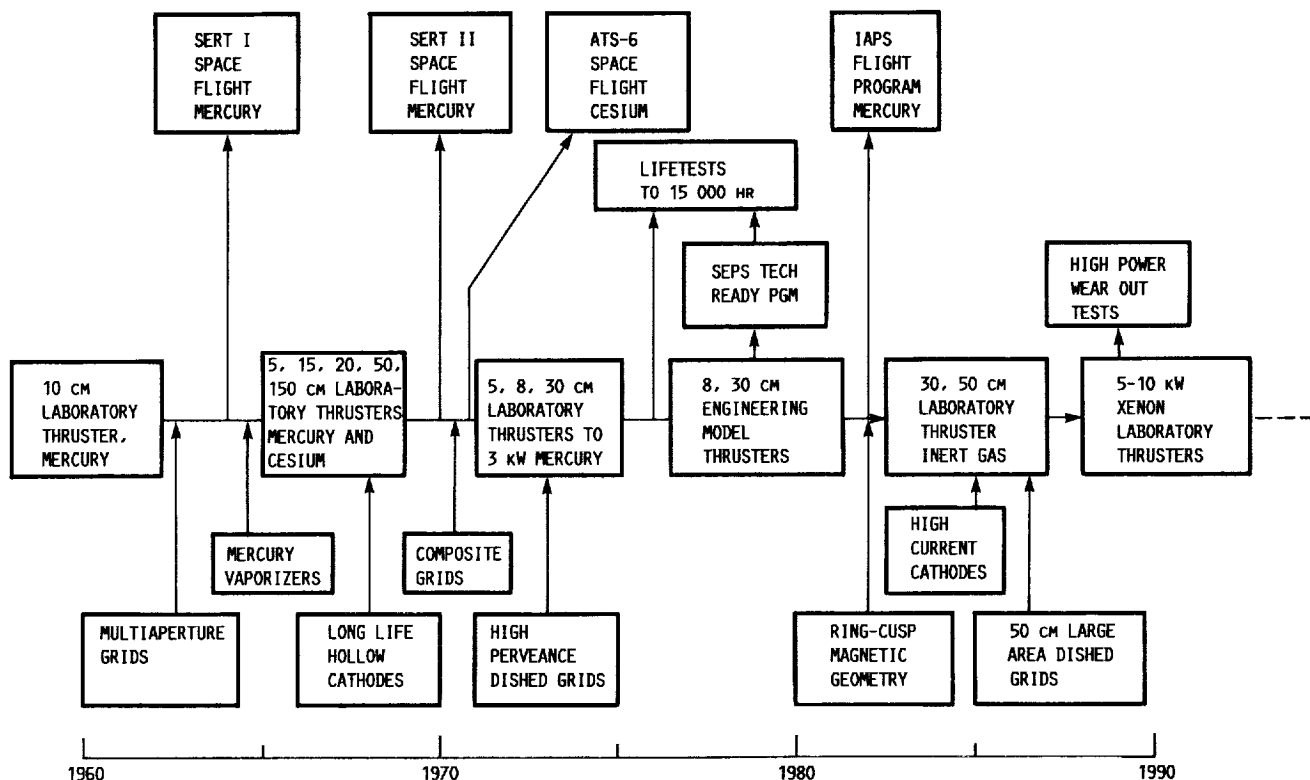 SERT I
SPACE
FLIGHT
MERCURY
SERT II
SPACE
FLIGHT
MERCURY
ATS-6
SPACE
FLIGHT
CESIUM
IAPS
FLIGHT
PROGRAM
MERCURY
LIFETESTS
TO 15 000 HR
SEPS TECH
READY PGM
HIGH POWER
WEAR OUT
TESTS
10 CM
LABORATORY
THRUSTER,
MERCURY
5, 15, 20, 50,
150 CM LABORA-
TORY THRUSTERS
MERCURY AND
CESIUM
5, 8, 30 CM
LABORATORY
THRUSTERS TO
3 KW MERCURY
8, 30 CM
ENGINEERING
MODEL
THRUSTERS
30, 50 CM
LABORATORY
THRUSTER
INERT GAS
5-10 KW
XENON
LABORATORY
THRUSTERS
MERCURY
VAPORIZERS
COMPOSITE
GRIDS
HIGH
CURRENT
CATHODES
MULTIAPERTURE
GRIDS
LONG LIFE
HOLLOW
CATHODES
HIGH
PERVEANCE
DISHED GRIDS
RING-CUSP
MAGNETIC
GEOMETRY
50 CM LARGE
AREA DISHED
GRIDS
1960
1970
1980
1990